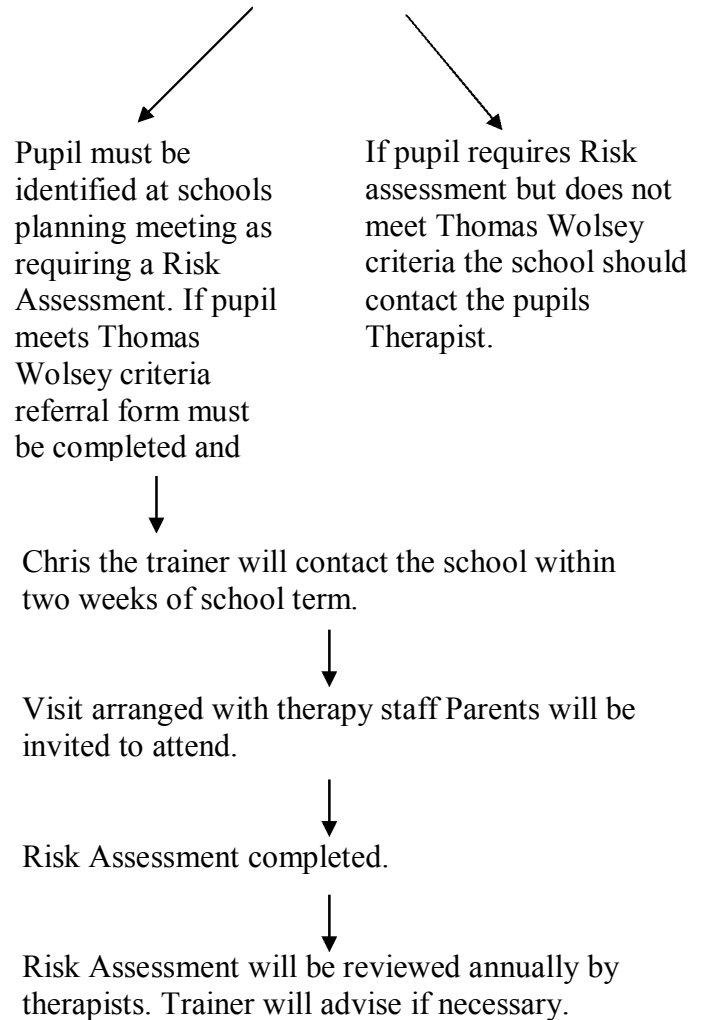 Pupil must be
identified at schools
planning meeting as
requiring a Risk
Assessment. If pupil
meets Thomas
Wolsey criteria
referral form must
be completed and
If pupil requires Risk
assessment but does not
meet Thomas Wolsey
criteria the school should
contact the pupils
Therapist.
Chris the trainer will contact the school within
two weeks of school term.
Visit arranged with therapy staff Parents will be
invited to attend.
Risk Assessment completed.
Risk Assessment will be reviewed annually by
therapists. Trainer will advise if necessary.